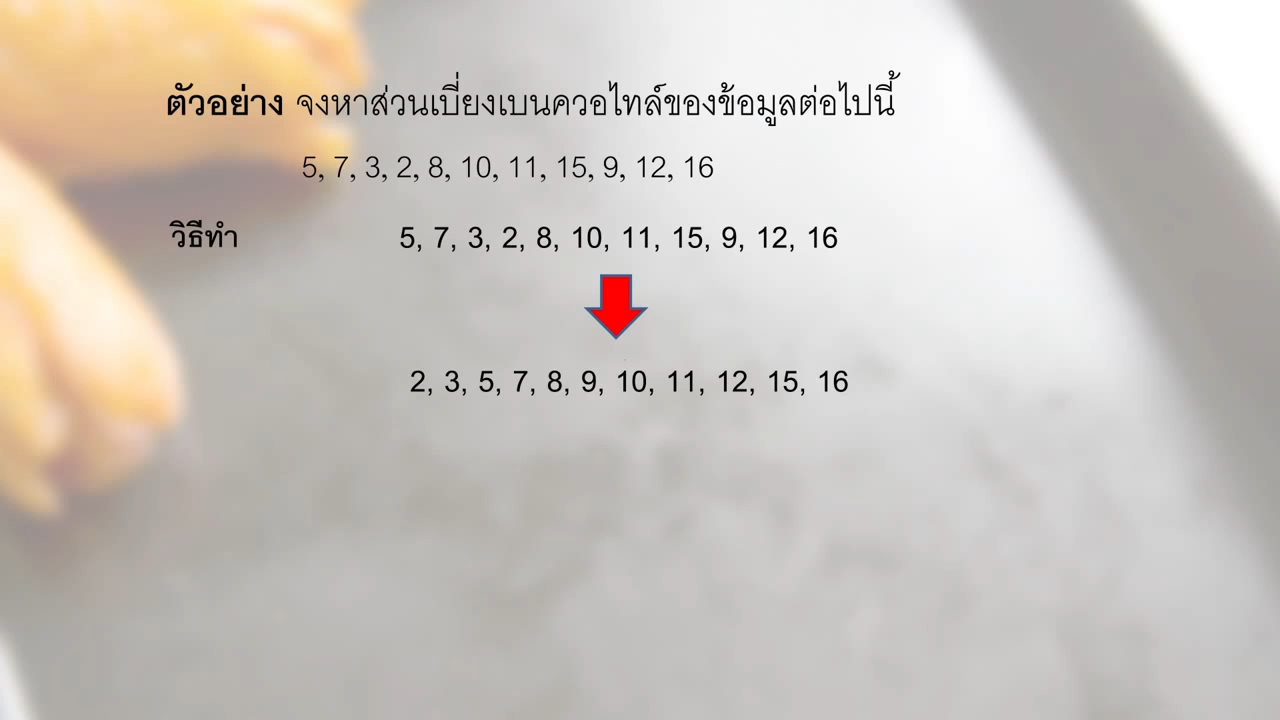 ตัวอย่าง จงหาส่วนเบี่ยงเบนควอไทล์ของข้อมูลต่อไปนี้
5, 7, 3, 2, 8, 10, 11, 15, 9, 12, 16
วิธีทำ 5, 7, 3, 2, 8, 10, 11, 15, 9, 12, 16
2, 3, 5, 7, 8, 9, 10, 11, 12, 15, 16